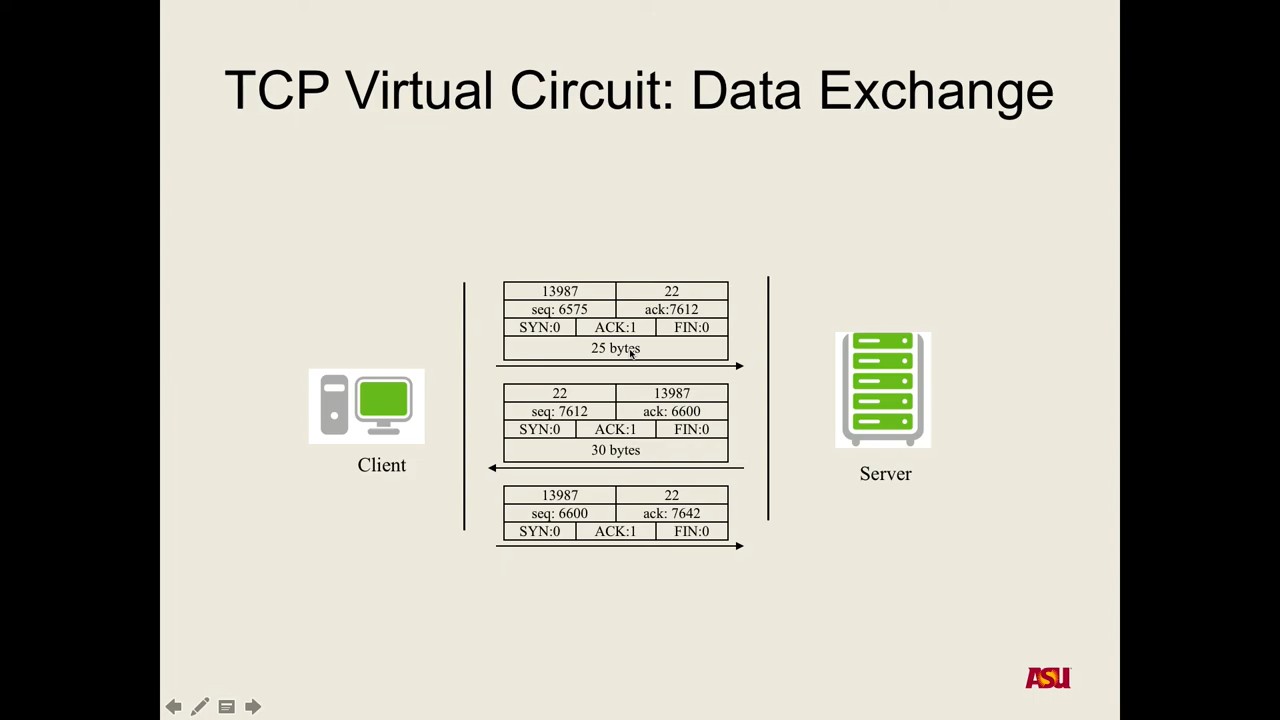 TCP Virtual Circuit: Data Exchange
13987 22
seq: 6575 ack:7612
SYN:0 ACK:1 FIN:0
25 bytes
22 13987
seq: 7612 ack: 6600
SYN:0 ACK:1 FIN:0
30 bytes
13987 22
seq: 6600 ack: 7642
SYN:0 ACK:1 FIN:0
Client
Server
ASU